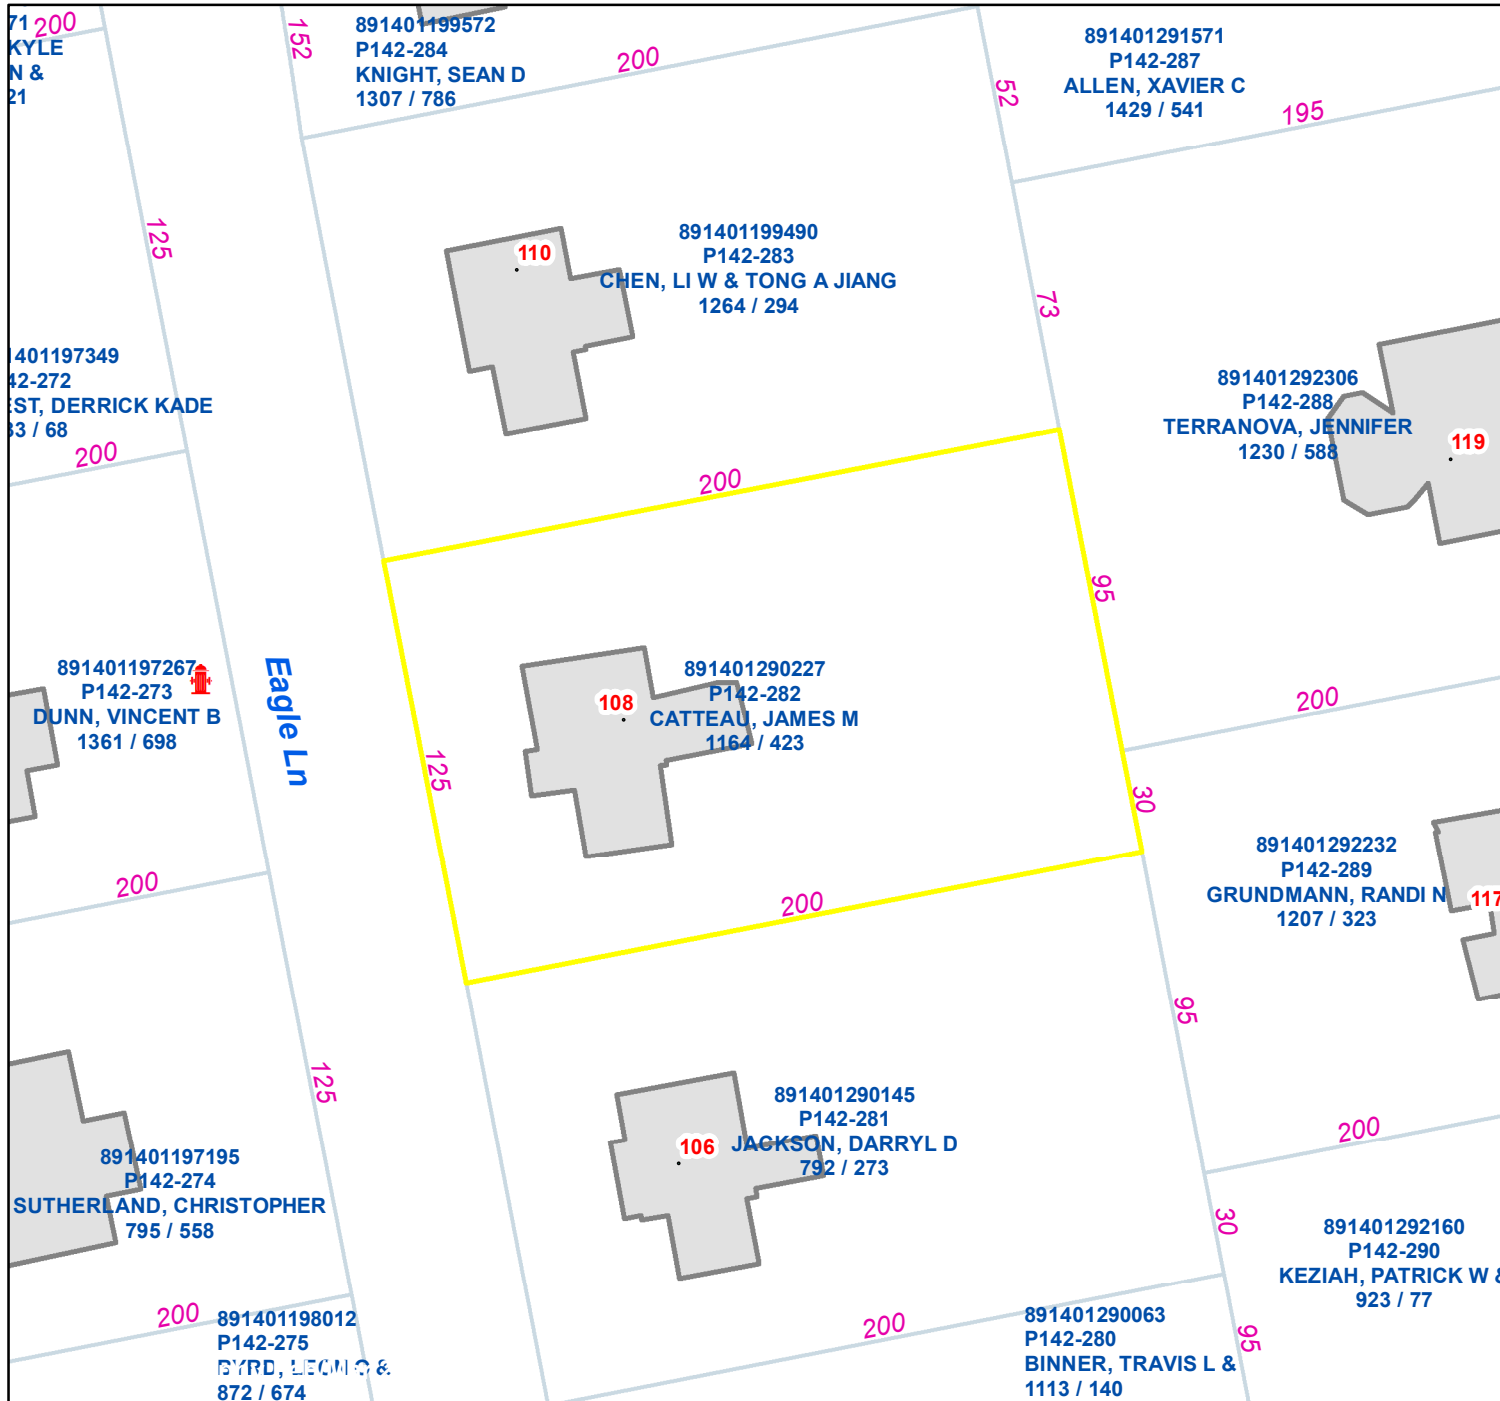 71
KYLE
N &
21
200
152
891401199572
P142-284
KNIGHT, SEAN D
1307 / 786
200
52
891401291571
P142-287
ALLEN, XAVIER C
1429 / 541
195
125
110
891401199490
P142-283
CHEN, LI W & TONG A JIANG
1264 / 294
73
1401197349
42-272
EST, DERRICK KADE
33 / 68
200
891401292306
P142-288
TERRANOVA, JENNIFER
1230 / 588
119
200
95
891401197267
P142-273
DUNN, VINCENT B
1361 / 698
Eagle Ln
125
108
891401290227
P142-282
CATTEAU, JAMES M
1164 / 423
200
30
200
200
891401292232
P142-289
GRUNDMANN, RANDI N
1207 / 323
117
95
125
106
891401290145
P142-281
JACKSON, DARRYL D
792 / 273
200
891401197195
P142-274
SUTHERLAND, CHRISTOPHER
795 / 558
30
891401292160
P142-290
KEZIAH, PATRICK W &
923 / 77
200
891401198012
P142-275
BYRD, &
872 / 674
200
891401290063
P142-280
BINNER, TRAVIS L &
1113 / 140
95